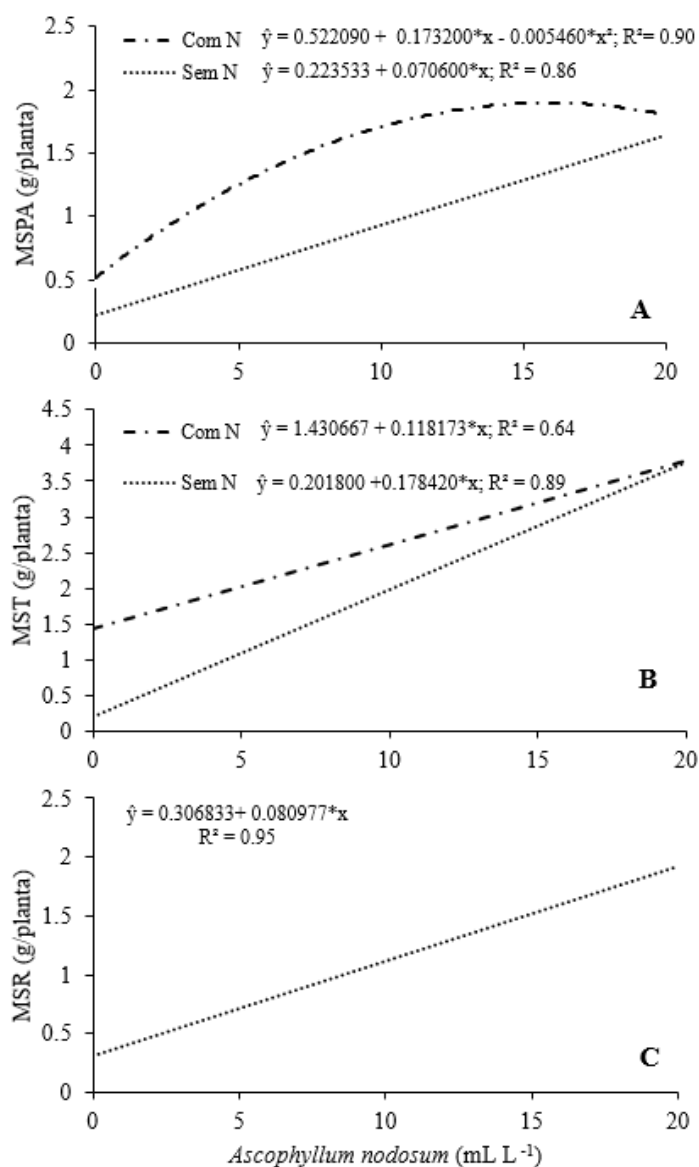 Com N ŷ = 0.522090 + 0.173200*x - 0.005460*x²; R²= 0.90
Sem N ŷ = 0.223533 + 0.070600*x; R² = 0.86
2.5
2
1.5
1
0.5
0
MSPA (g/planta)
A
0 5 10 15 20
Com N ŷ = 1.430667 + 0.118173*x; R² = 0.64
Sem N ŷ = 0.201800 +0.178420*x; R² = 0.89
4.5
4
3.5
3
2.5
2
1.5
1
0.5
0
MST (g/planta)
B
0 5 10 15 20
ŷ = 0.306833+ 0.080977*x
R² = 0.95
2.5
2
1.5
1
0.5
0
MSR (g/planta)
C
0 5 10 15 20
Ascophyllum nodosum (mL L⁻¹)